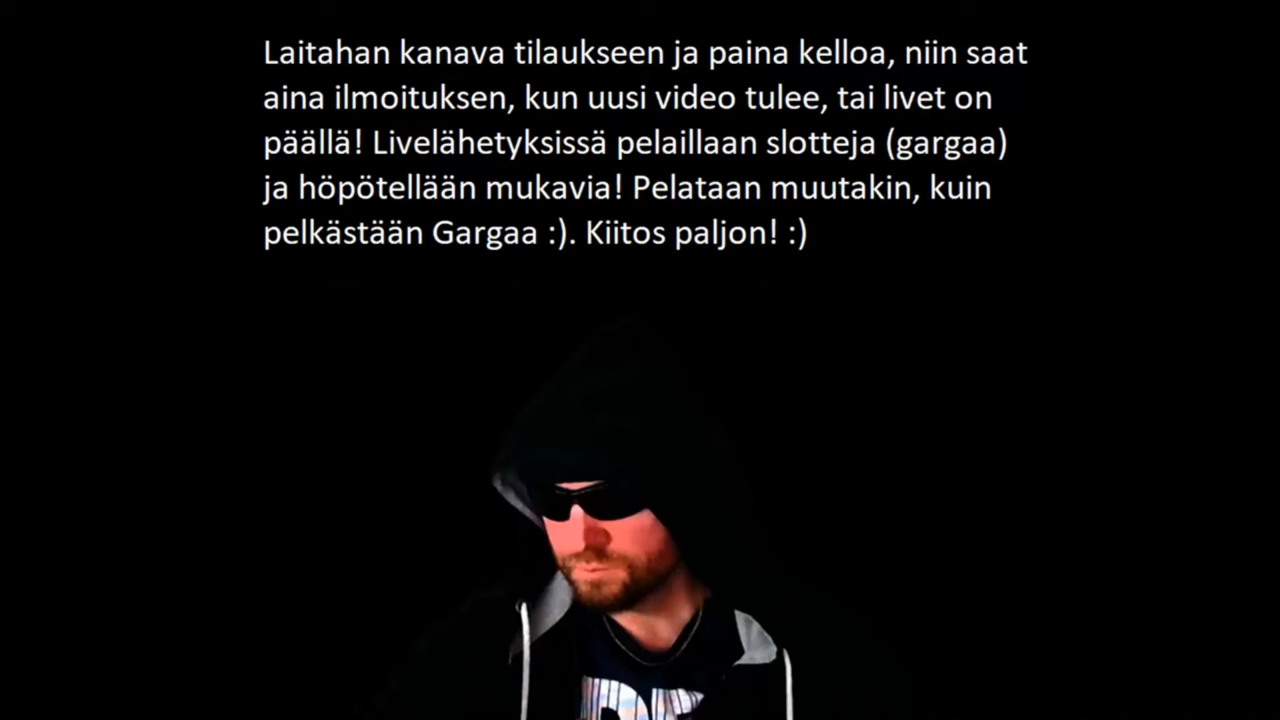 Laitahan kanava tilaukseen ja paina kelloa, niin saat
aina ilmoituksen, kun uusi video tulee, tai livet on
päällä! Livelähetyksissä pelaillaan slotteja (gargaa)
ja höpötellään mukavia! Pelataan muutakin, kuin
pelkästään Gargaa :). Kiitos paljon! :)